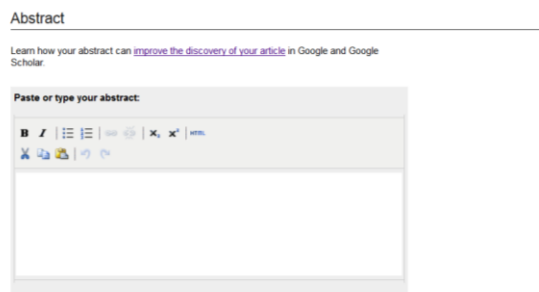 Abstract
Learn how your abstract can improve the discovery of your article in Google and Google
Scholar.
Paste or type your abstract:
B I x, x² HTML